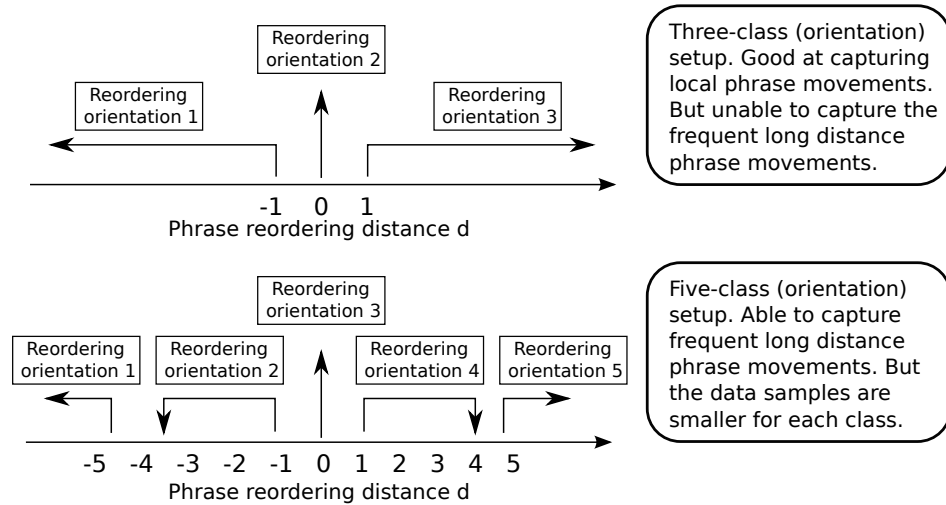 Reordering
orientation 2
Reordering
orientation 1
Reordering
orientation 3
-1 0 1
Phrase reordering distance d
Three-class (orientation)
setup. Good at capturing
local phrase movements.
But unable to capture the
frequent long distance
phrase movements.
Reordering
orientation 3
Reordering
orientation 1
Reordering
orientation 2
Reordering
orientation 4
Reordering
orientation 5
-5 -4 -3 -2 -1 0 1 2 3 4 5
Phrase reordering distance d
Five-class (orientation)
setup. Able to capture
frequent long distance
phrase movements. But
the data samples are
smaller for each class.